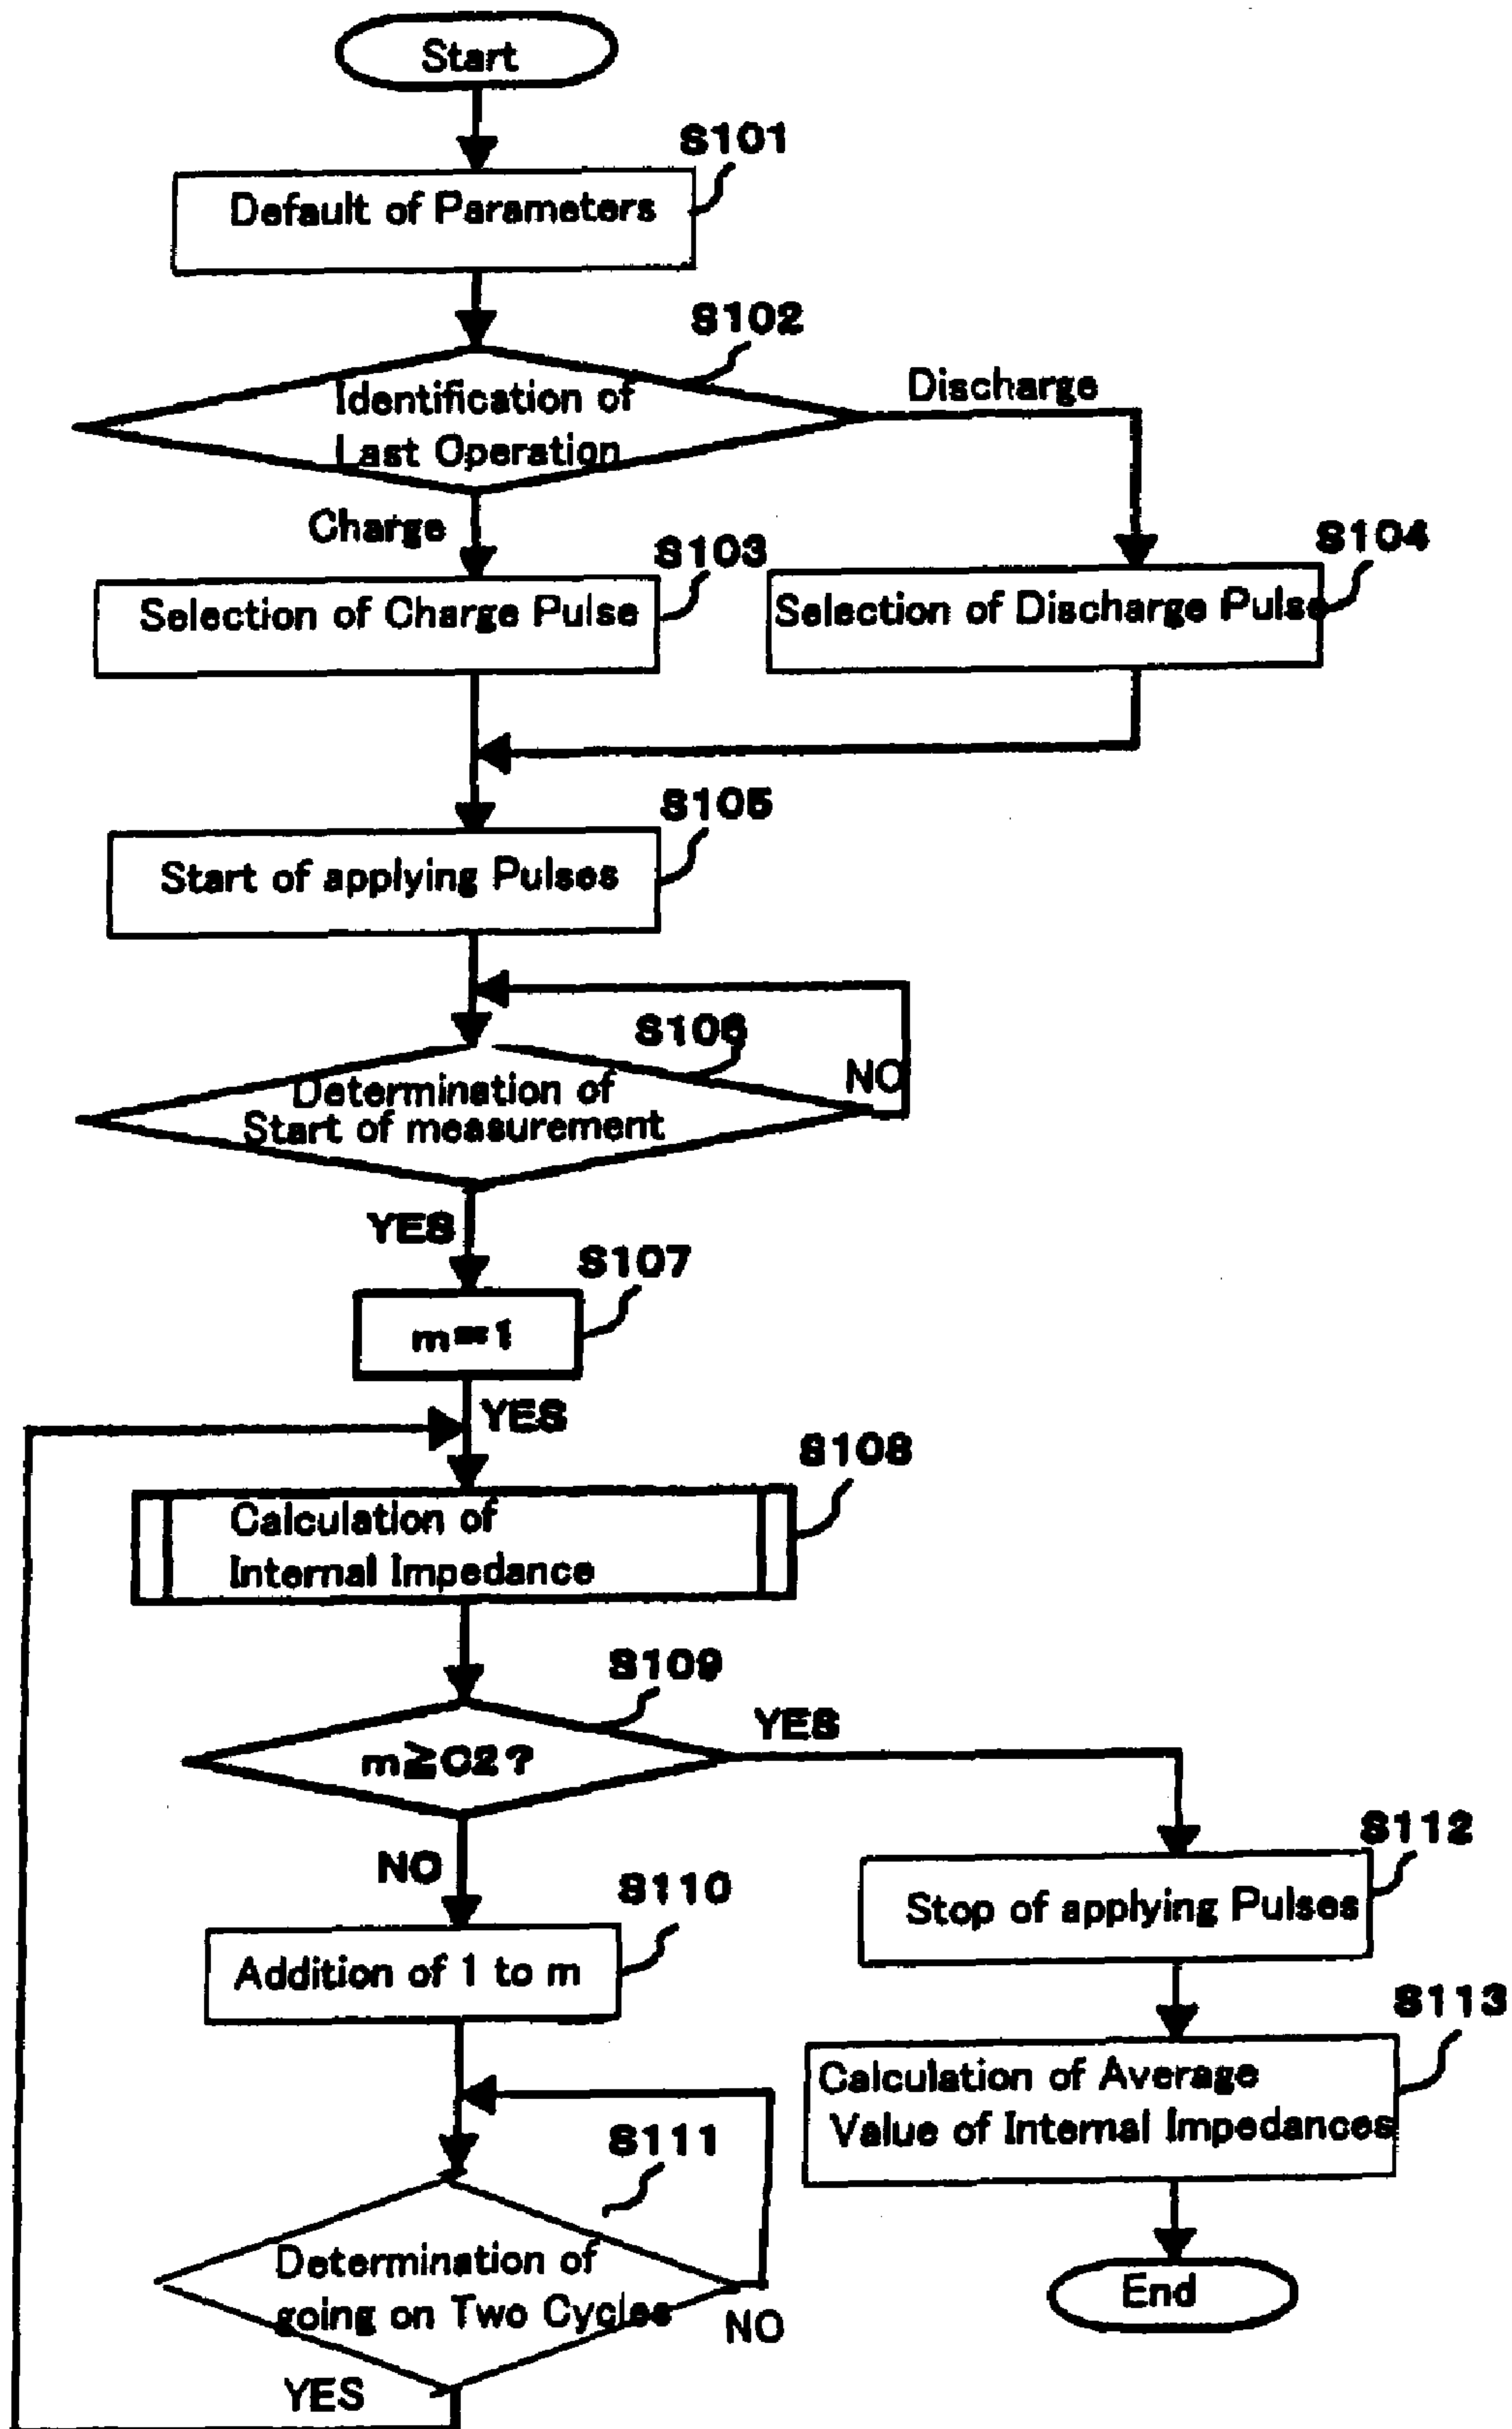 Start
S101
Default of Parameters
S102
Identification of
Last Operation
Discharge
Charge
S103
Selection of Charge Pulse
S104
Selection of Discharge Pulse
S105
Start of applying Pulses
S106
NO
Determination of
Start of measurement
YES
S107
m=1
YES
S108
Calculation of
Internal Impedance
S109
m≧C2?
YES
NO
S110
Addition of 1 to m
S112
Stop of applying Pulses
S113
Calculation of Average
Value of Internal Impedances
S111
Determination of
going on Two Cycles
NO
YES
End